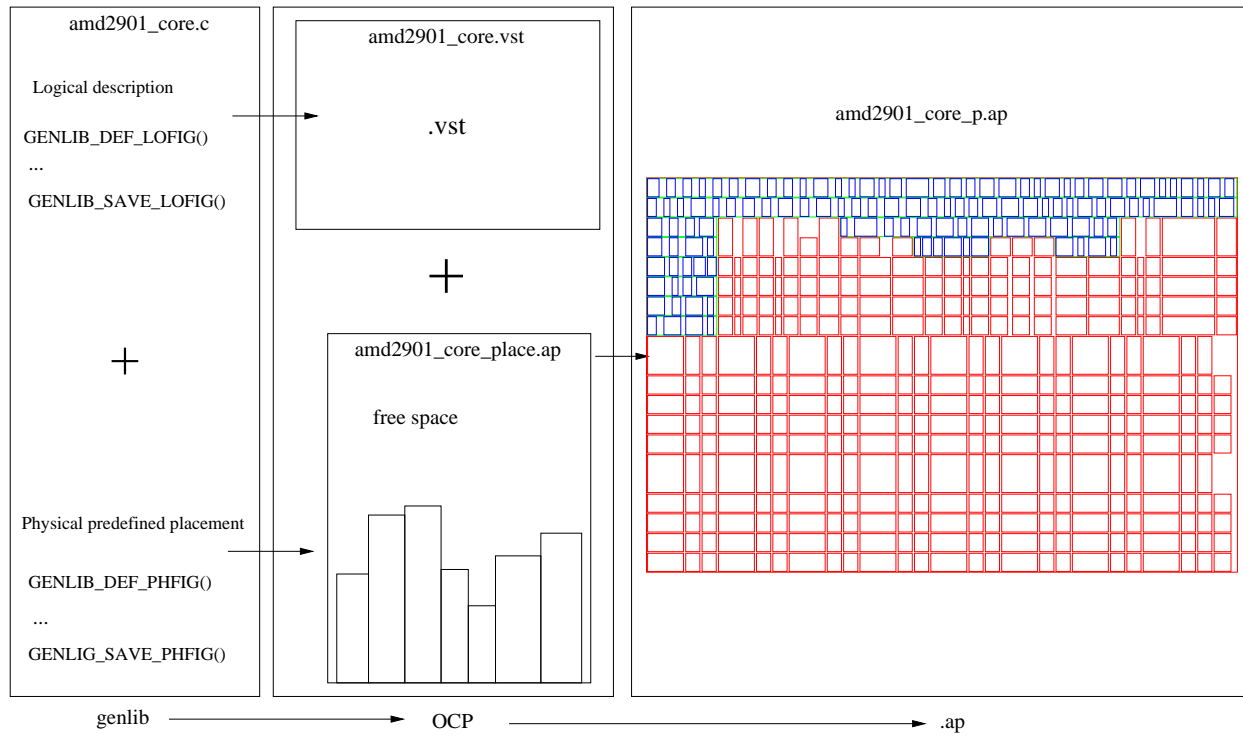 amd2901_core.c
Logical description
GENLIB_DEF_LOFIG()
...
GENLIB_SAVE_LOFIG()
+
Physical predefined placement
GENLIB_DEF_PHFIG()
...
GENLIG_SAVE_PHFIG()
amd2901_core.vst
.vst
+
amd2901_core_place.ap
free space
amd2901_core_p.ap
genlib
OCP
.ap